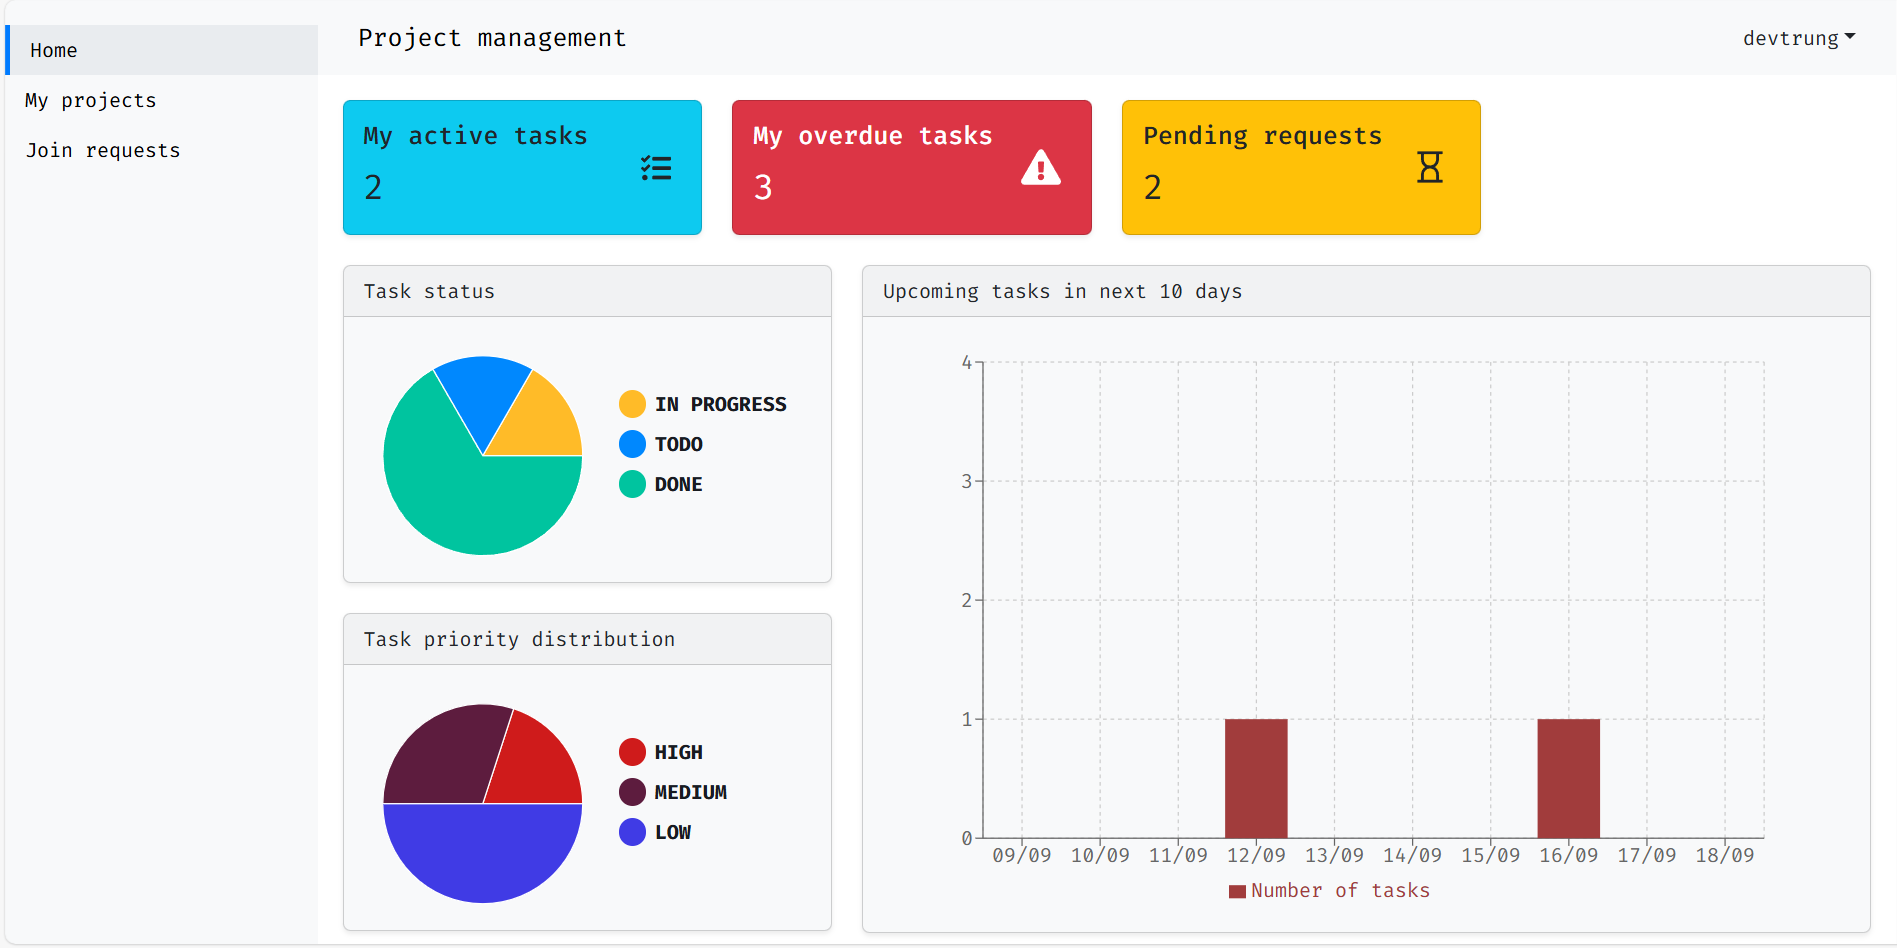 Home
My projects
Join requests
Project management
devtrung
My active tasks
2
My overdue tasks
3
Pending requests
2
Task status
IN PROGRESS
TODO
DONE
Task priority distribution
HIGH
MEDIUM
LOW
Upcoming tasks in next 10 days
4
3
2
1
0
09/09 10/09 11/09 12/09 13/09 14/09 15/09 16/09 17/09 18/09
Number of tasks